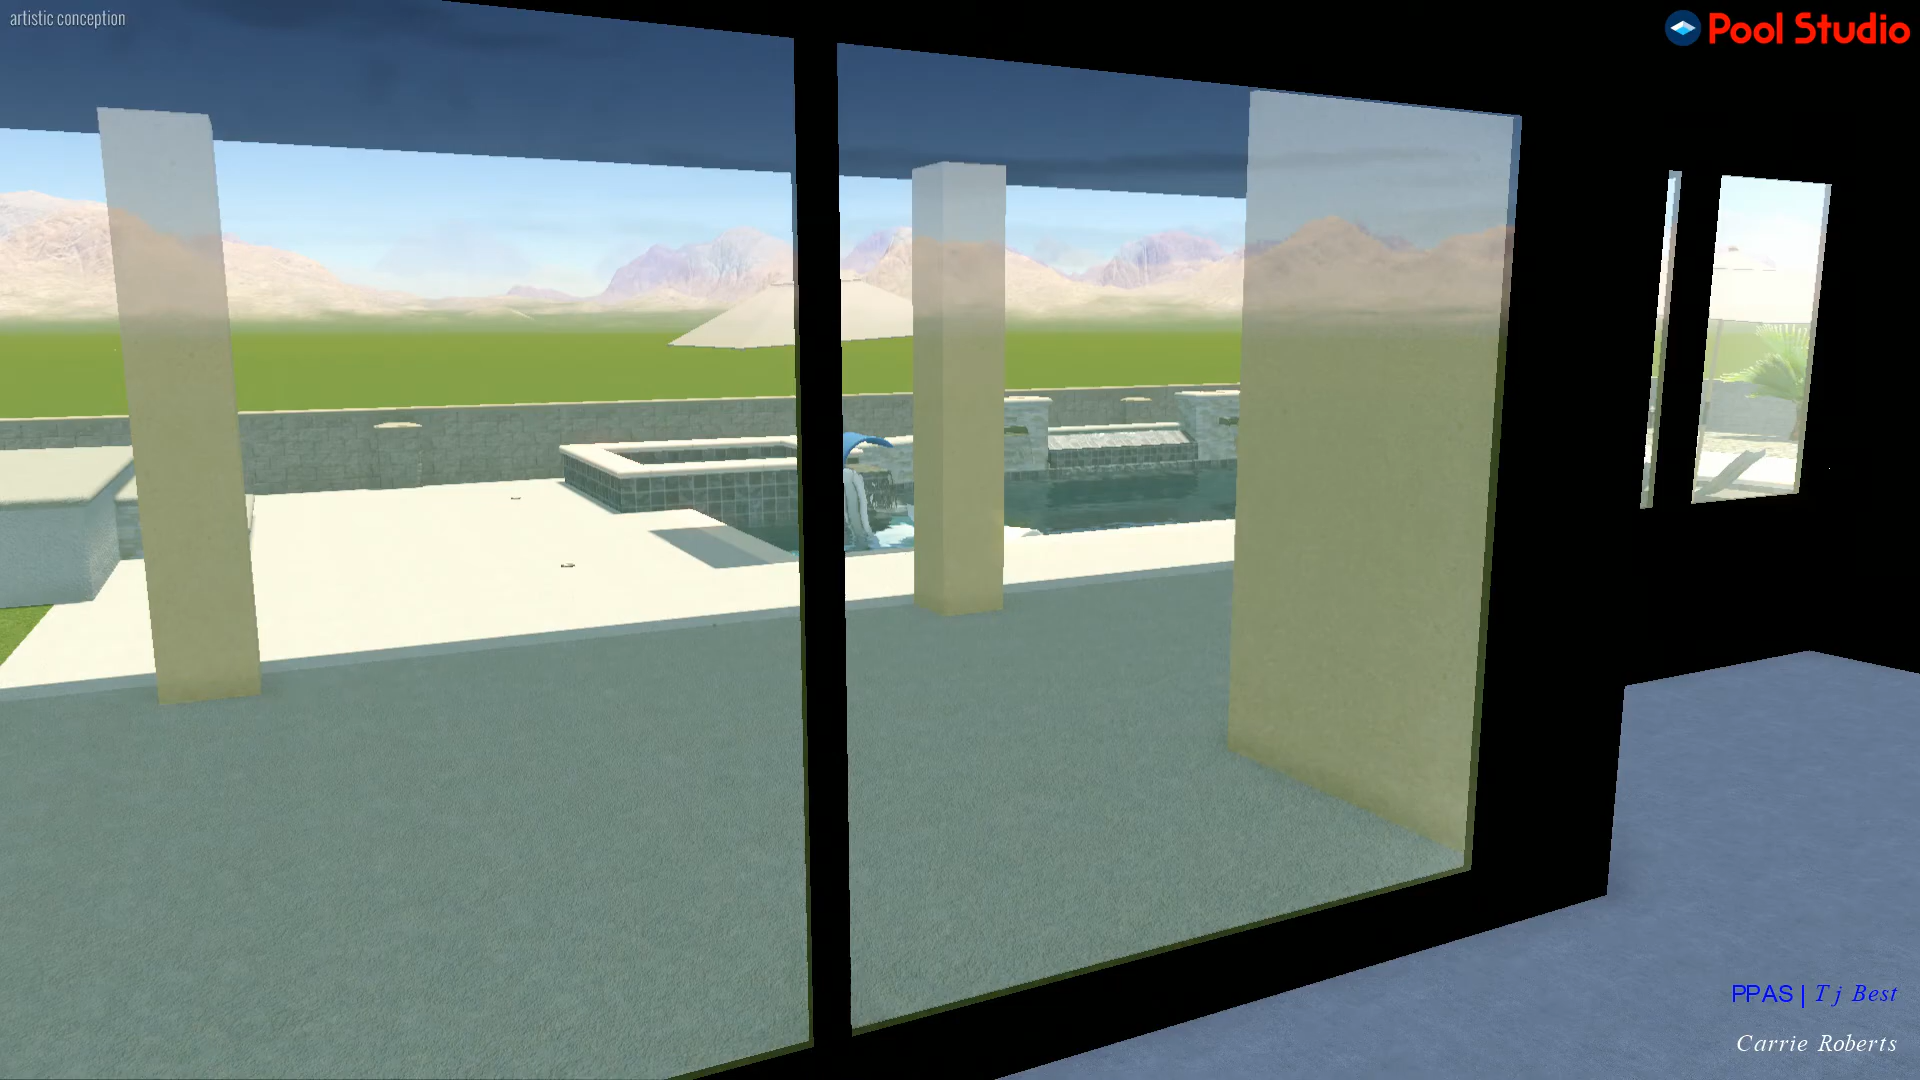 artistic conception
Pool Studio
PPAS | Tj Best
Carrie Roberts